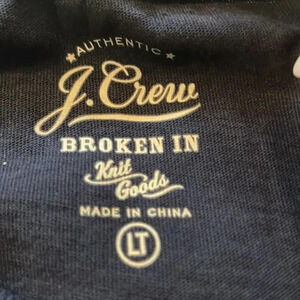 AUTHENTIC
J.Crew
BROKEN IN
Knit
Goods
MADE IN CHINA
LT